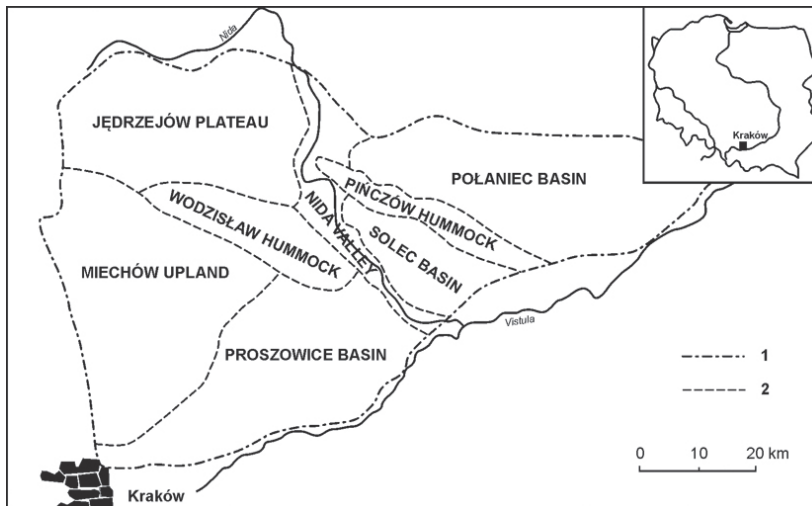 Nida
Kraków
JĘDRZEJÓW PLATEAU
POŁANIEC BASIN
PIŃCZÓW HUMMOCK
WODZISŁAW HUMMOCK
NIDA VALLEY
SOLEC BASIN
MIECHÓW UPLAND
Vistula
PROSZOWICE BASIN
1
2
0 10 20 km
Kraków